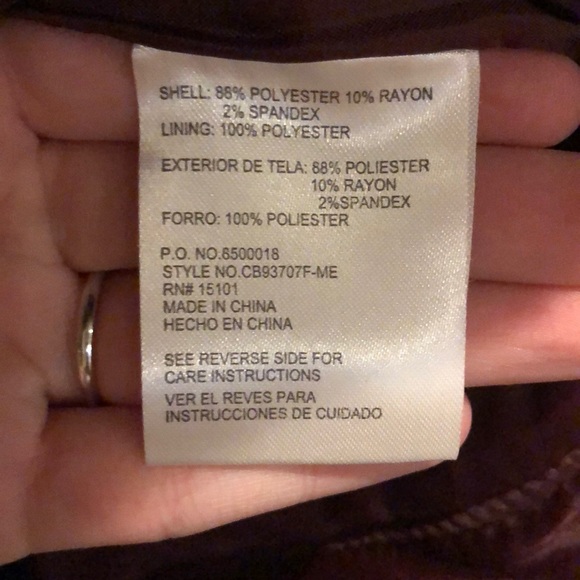 SHELL: 88% POLYESTER 10% RAYON
2% SPANDEX
LINING: 100% POLYESTER
EXTERIOR DE TELA: 88% POLIESTER
10% RAYON
2%SPANDEX
FORRO: 100% POLIESTER
P.O. NO.8500018
STYLE NO.CB93707F-ME
RN# 15101
MADE IN CHINA
HECHO EN CHINA
SEE REVERSE SIDE FOR
CARE INSTRUCTIONS
VER EL REVES PARA
INSTRUCCIONES DE CUIDADO